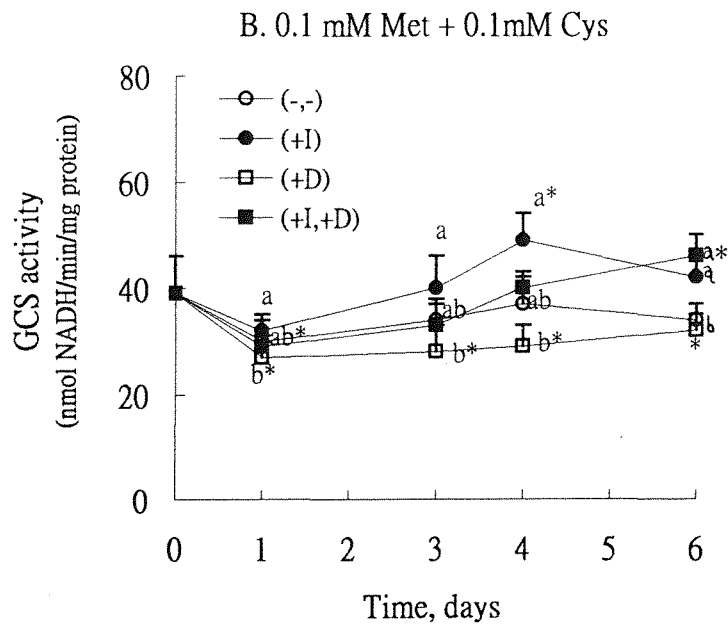 B. 0.1 mM Met + 0.1mM Cys
80
60
40
20
0
GCS activity
(nmol NADH/min/mg protein)
(-,-)
(+I)
(+D)
(+I,+D)
a
ab*
b*
a
ab
b*
a*
ab
b*
a*
a
b
*
0 1 2 3 4 5 6
Time, days